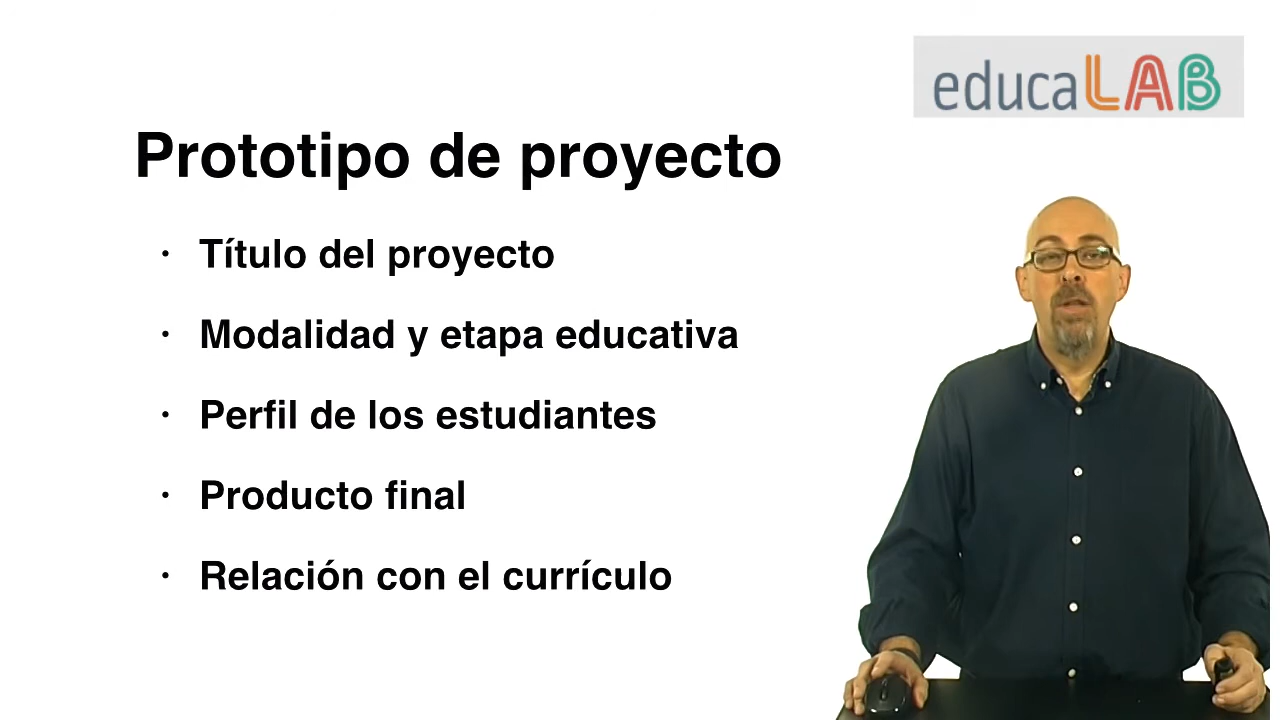 educaLAB
Prototipo de proyecto
· Título del proyecto
· Modalidad y etapa educativa
· Perfil de los estudiantes
· Producto final
· Relación con el currículo